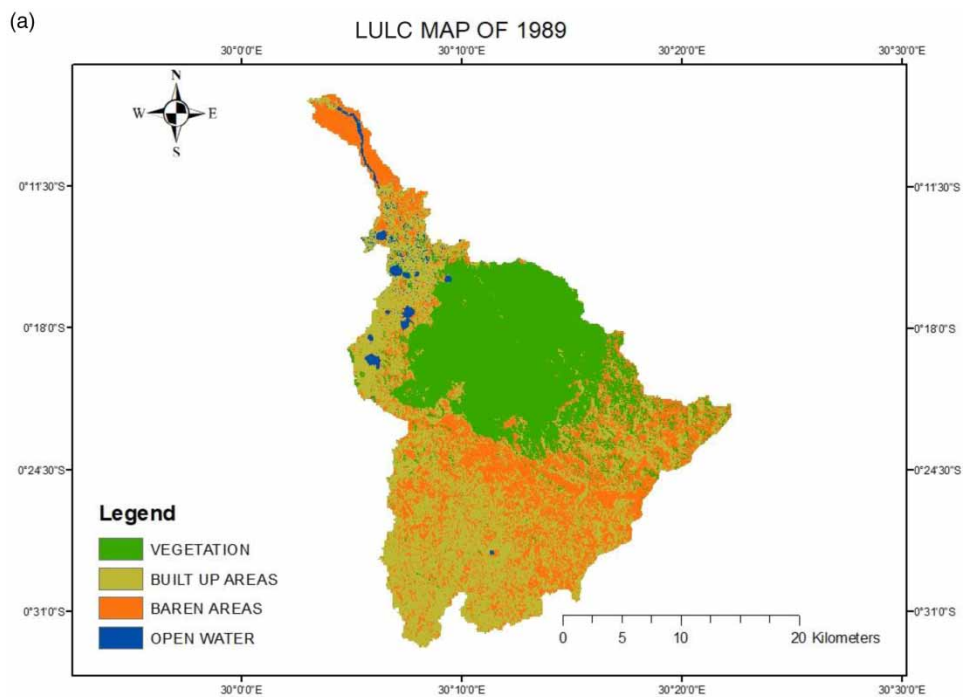 (a)
LULC MAP OF 1989
30°0'0"E 30°10'0"E 30°20'0"E 30°30'0"E
N
W E
S
0°11'30"S 0°11'30"S
0°18'0"S 0°18'0"S
0°24'30"S 0°24'30"S
Legend
VEGETATION
BUILT UP AREAS
BAREN AREAS
OPEN WATER
0°31'0"S 0°31'0"S
0 5 10 20 Kilometers
30°0'0"E 30°10'0"E 30°20'0"E 30°30'0"E